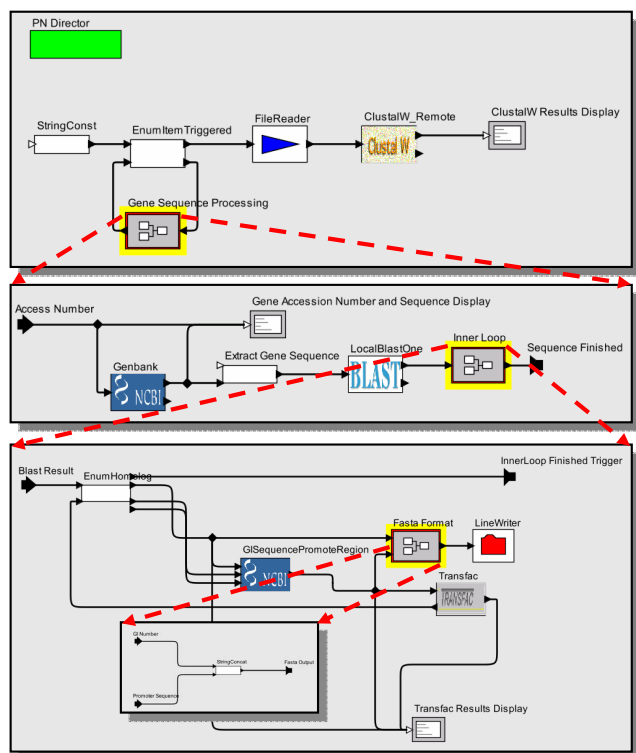 PN Director
StringConst
EnumItemTriggered
FileReader
ClustalW_Remote
ClustalW Results Display
Clustal W
Gene Sequence Processing
Access Number
Gene Accession Number and Sequence Display
Genbank
NCBI
Extract Gene Sequence
LocalBlastOne
BLAST
Inner Loop
Sequence Finished
Blast Result
EnumHomolog
InnerLoop Finished Trigger
Fasta Format
LineWriter
GISequencePromoteRegion
NCBI
Transfac
TRANSFAC
GI Number
StringConcat
Fasta Output
Promoter Sequence
Transfac Results Display